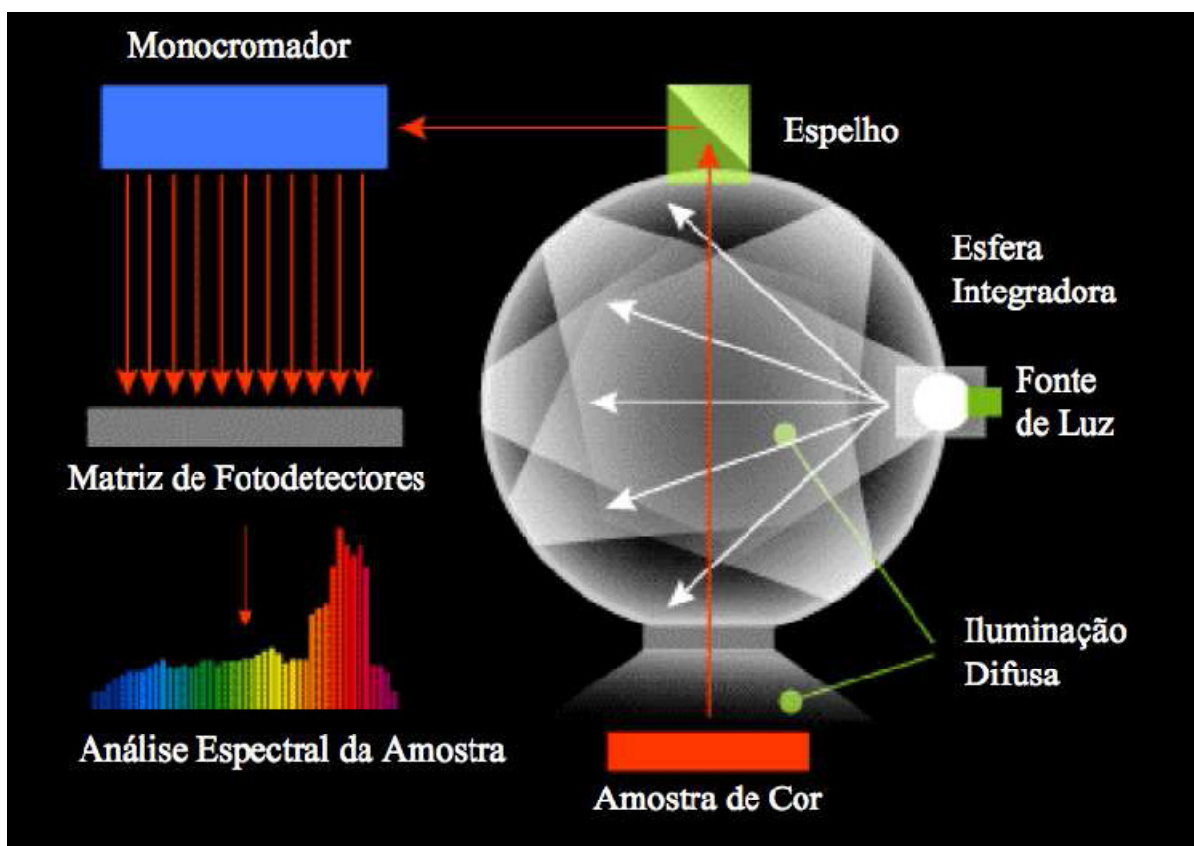 Monocromador
Espelho
Esfera
Integradora
Fonte
de Luz
Matriz de Fotodetectores
Iluminação
Difusa
Análise Espectral da Amostra
Amostra de Cor